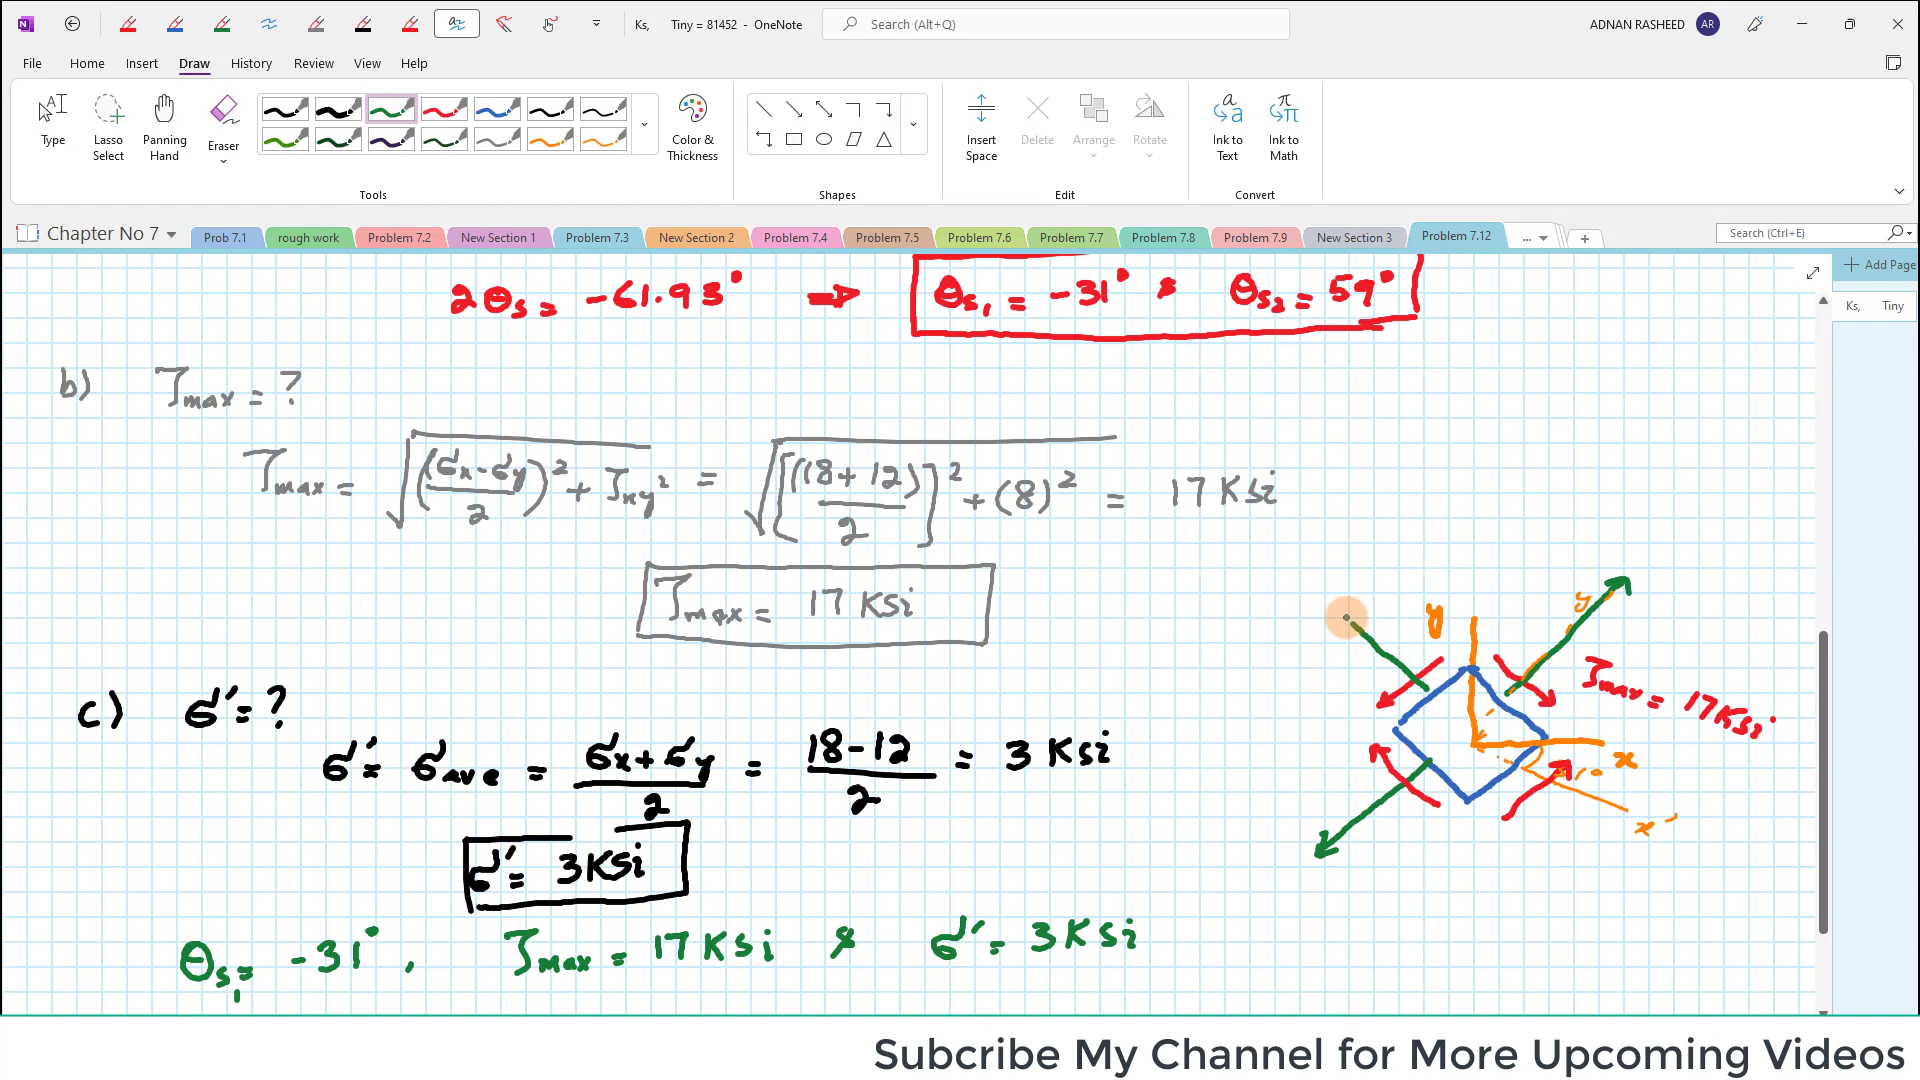 Ks, Tiny = 81452 - OneNote
Search (Alt+Q)
ADNAN RASHEED AR
File Home Insert Draw History Review View Help
Type
Lasso Select
Panning Hand
Eraser
Color & Thickness
Insert Space
Delete
Arrange
Rotate
Ink to Text
Ink to Math
Tools
Shapes
Edit
Convert
Chapter No 7
Prob 7.1 rough work Problem 7.2 New Section 1 Problem 7.3 New Section 2 Problem 7.4 Problem 7.5 Problem 7.6 Problem 7.7 Problem 7.8 Problem 7.9 New Section 3 Problem 7.12 ... +
Search (Ctrl+E)
Add Page
Ks, Tiny
2θs = -61.93° ⇒ θs₁ = -31° & θs₂ = 59°
b) τmax = ?
τmax = √(((σx-σy)/2)² + τxy²) = √([(18+12)/2]² + (8)²) = 17 Ksi
τmax = 17 Ksi
y y'
τmax = 17Ksi
x
x'
c) σ' = ?
σ' = σave = (σx+σy)/2 = (18-12)/2 = 3 Ksi
σ' = 3Ksi
θs₁ = -31°, τmax = 17 Ksi & σ' = 3Ksi
Subcribe My Channel for More Upcoming Videos